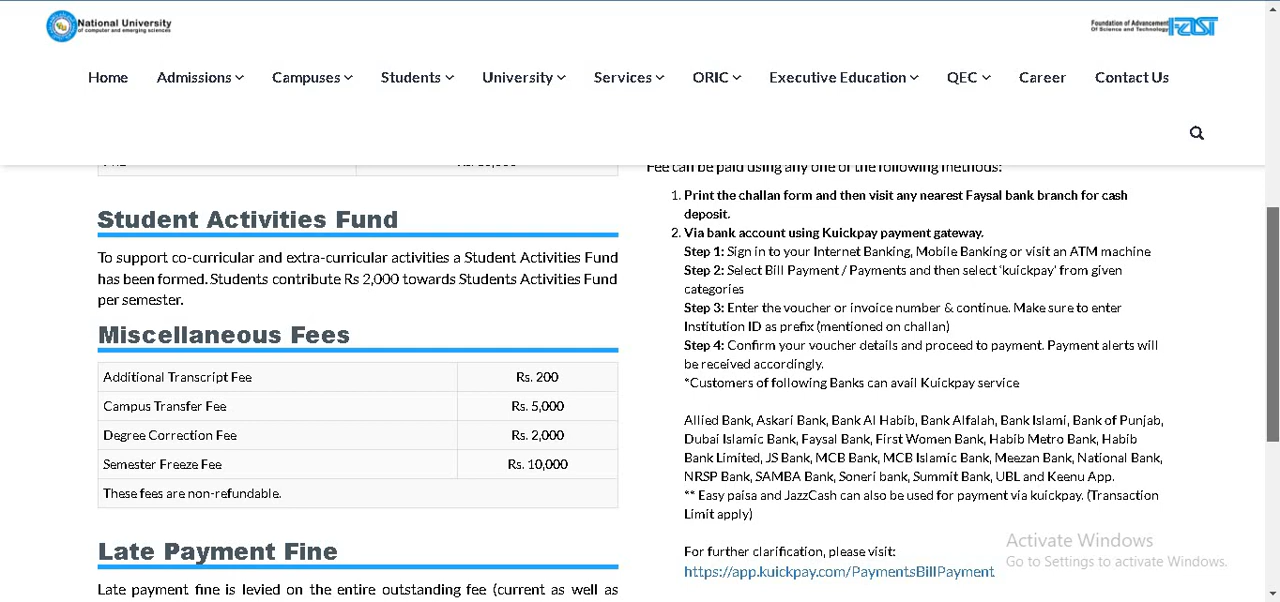 National University
of computer and emerging sciences
Foundation of Advancement
Of Science and Technology
FAST
Home Admissions Campuses Students University Services ORIC Executive Education QEC Career Contact Us
Fee can be paid using any one of the following methods:
Student Activities Fund
To support co-curricular and extra-curricular activities a Student Activities Fund
has been formed. Students contribute Rs 2,000 towards Students Activities Fund
per semester.
Miscellaneous Fees
Additional Transcript Fee Rs. 200
Campus Transfer Fee Rs. 5,000
Degree Correction Fee Rs. 2,000
Semester Freeze Fee Rs. 10,000
These fees are non-refundable.
Late Payment Fine
Late payment fine is levied on the entire outstanding fee (current as well as
1. Print the challan form and then visit any nearest Faysal bank branch for cash
deposit.
2. Via bank account using Kuickpay payment gateway.
Step 1: Sign in to your Internet Banking, Mobile Banking or visit an ATM machine
Step 2: Select Bill Payment / Payments and then select ‘kuickpay’ from given
categories
Step 3: Enter the voucher or invoice number & continue. Make sure to enter
Institution ID as prefix (mentioned on challan)
Step 4: Confirm your voucher details and proceed to payment. Payment alerts will
be received accordingly.
*Customers of following Banks can avail Kuickpay service
Allied Bank, Askari Bank, Bank Al Habib, Bank Alfalah, Bank Islami, Bank of Punjab,
Dubai Islamic Bank, Faysal Bank, First Women Bank, Habib Metro Bank, Habib
Bank Limited, JS Bank, MCB Bank, MCB Islamic Bank, Meezan Bank, National Bank,
NRSP Bank, SAMBA Bank, Soneri bank, Summit Bank, UBL and Keenu App.
** Easy paisa and JazzCash can also be used for payment via kuickpay. (Transaction
Limit apply)
For further clarification, please visit:
https://app.kuickpay.com/PaymentsBillPayment
Activate Windows
Go to Settings to activate Windows.